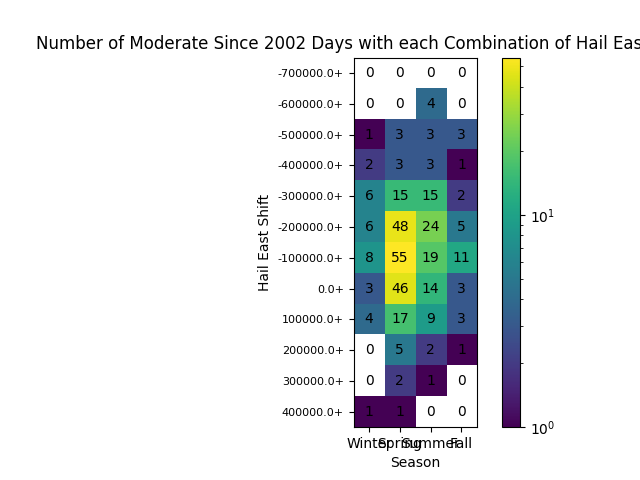 Number of Moderate Since 2002 Days with each Combination of Hail Eas
Hail East Shift
-700000.0+ 0 0 0 0
-600000.0+ 0 0 4 0
-500000.0+ 1 3 3 3
-400000.0+ 2 3 3 1
-300000.0+ 6 15 15 2
-200000.0+ 6 48 24 5
-100000.0+ 8 55 19 11
0.0+ 3 46 14 3
100000.0+ 4 17 9 3
200000.0+ 0 5 2 1
300000.0+ 0 2 1 0
400000.0+ 1 1 0 0
Winter Spring Summer Fall
Season
10¹
10⁰